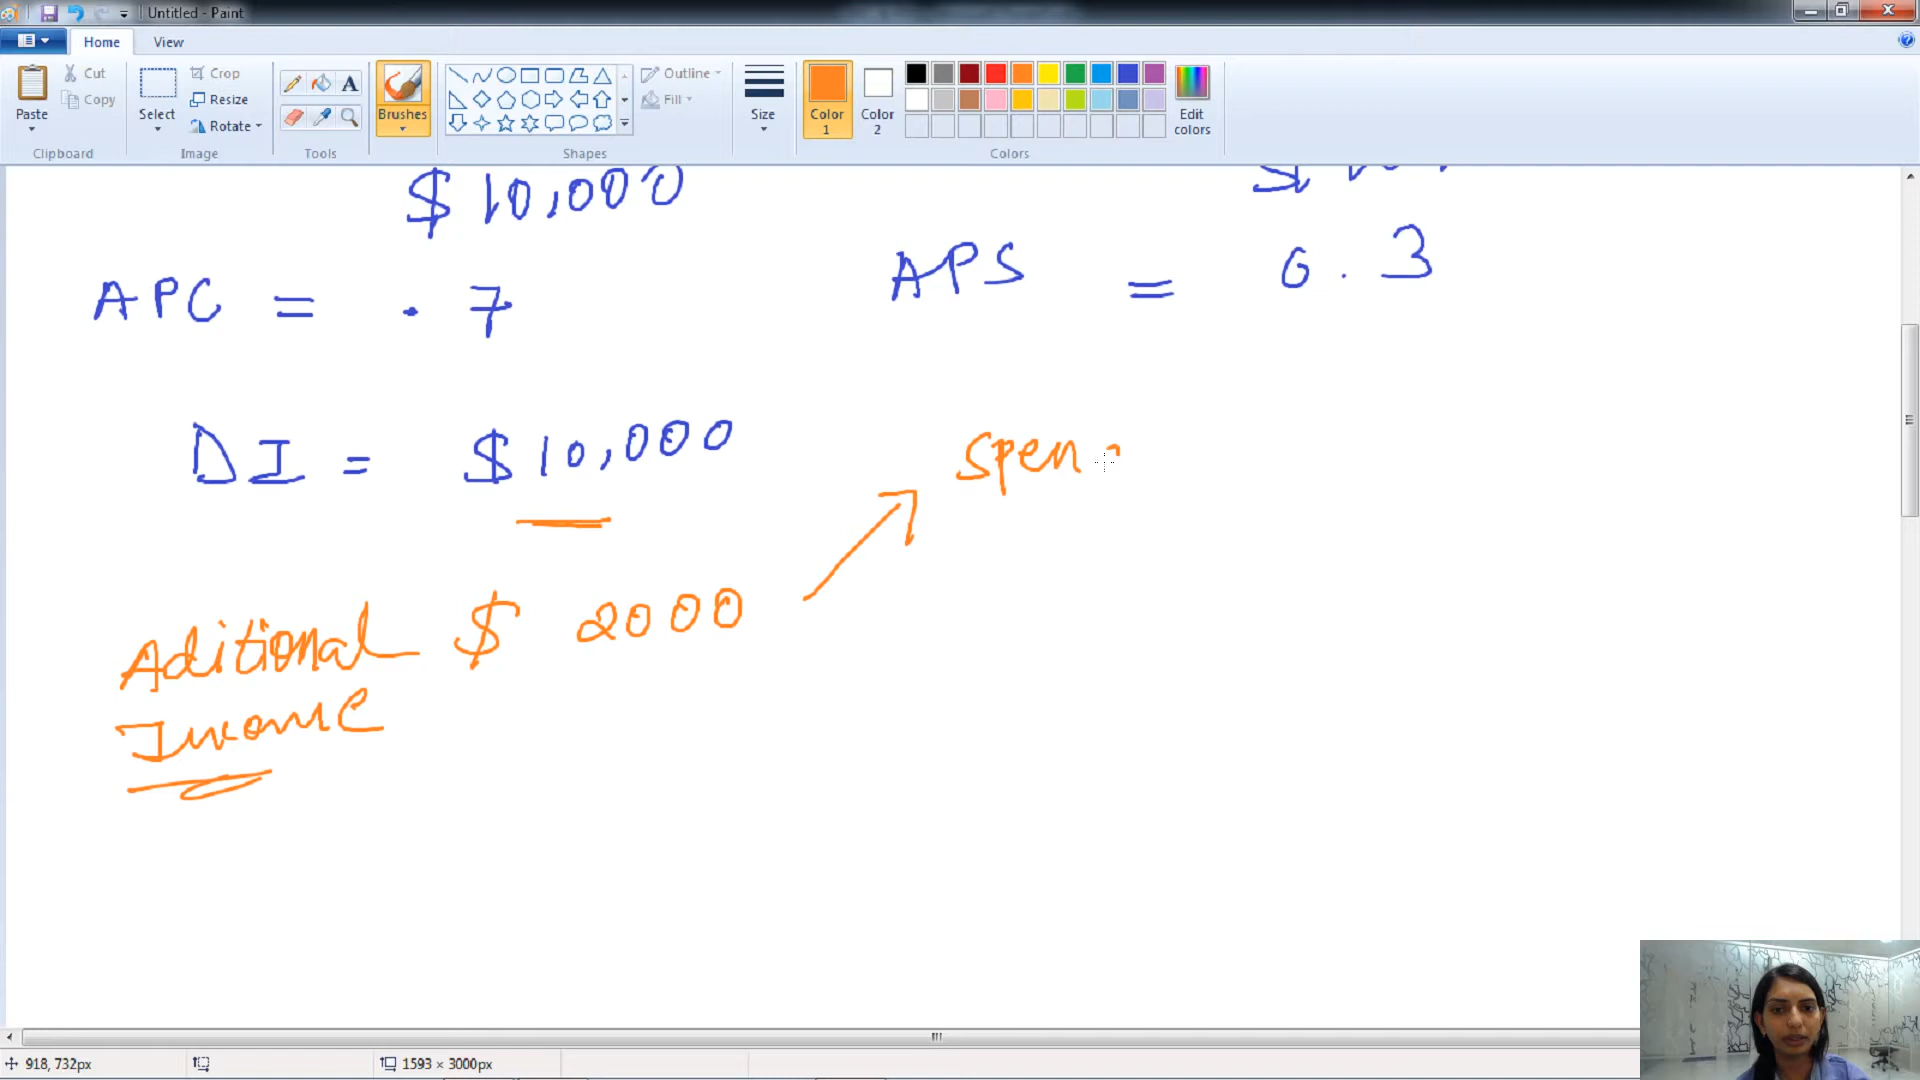 Untitled - Paint
Home
View
Paste
Cut
Copy
Clipboard
Select
Crop
Resize
Rotate
Image
Tools
Brushes
Shapes
Outline
Fill
Size
Color 1
Color 2
Edit colors
Colors
$10,000
APC = . 7
APS = 0.3
DI = $10,000
Spen
Aditional $ 2000
Income
918, 732px
1593 × 3000px